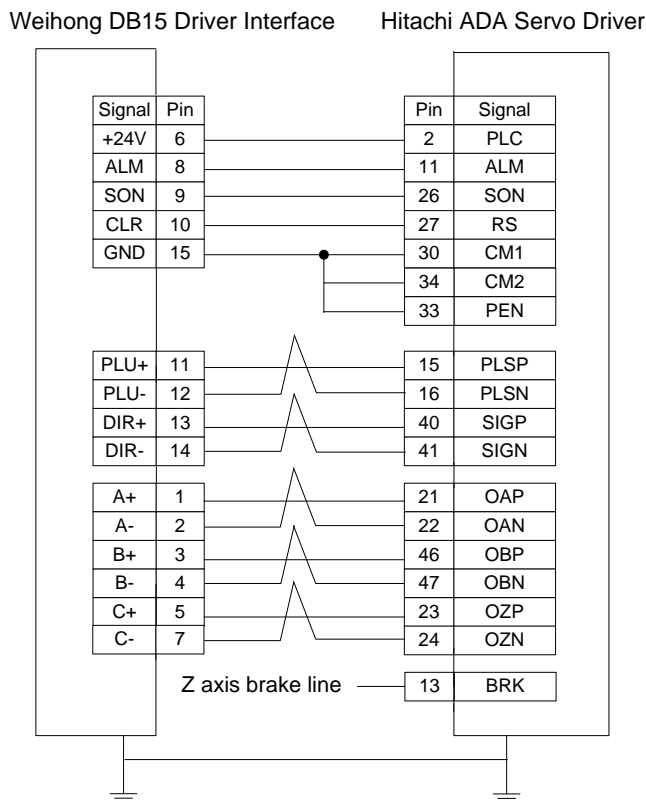 Weihong DB15 Driver Interface Hitachi ADA Servo Driver
Signal Pin Pin Signal
+24V 6 2 PLC
ALM 8 11 ALM
SON 9 26 SON
CLR 10 27 RS
GND 15 30 CM1
34 CM2
33 PEN
PLU+ 11 15 PLSP
PLU- 12 16 PLSN
DIR+ 13 40 SIGP
DIR- 14 41 SIGN
A+ 1 21 OAP
A- 2 22 OAN
B+ 3 46 OBP
B- 4 47 OBN
C+ 5 23 OZP
C- 7 24 OZN
Z axis brake line 13 BRK